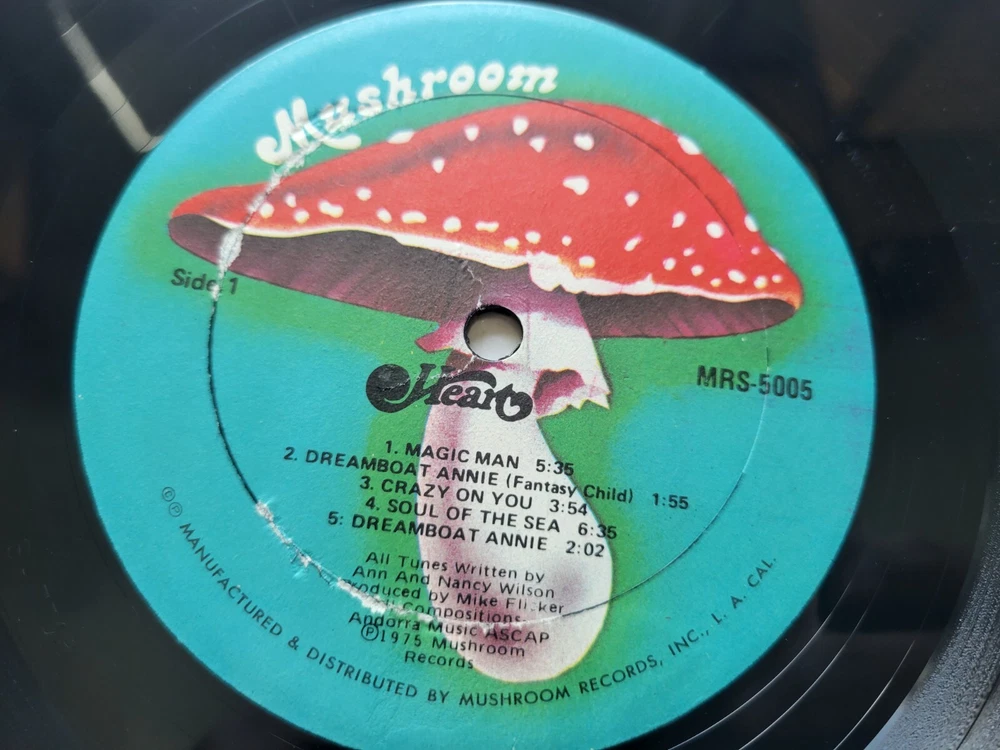 Mushroom
Side 1
Heart
MRS-5005
1. MAGIC MAN 5:35
2. DREAMBOAT ANNIE (Fantasy Child) 1:55
3. CRAZY ON YOU 3:54
4. SOUL OF THE SEA 6:35
5: DREAMBOAT ANNIE 2:02
All Tunes Written by
Ann And Nancy Wilson
Produced by Mike Flicker
All Compositions
Andorra Music ASCAP
Ⓟ1975 Mushroom
Records
©Ⓟ MANUFACTURED & DISTRIBUTED BY MUSHROOM RECORDS, INC., L. A. CAL.